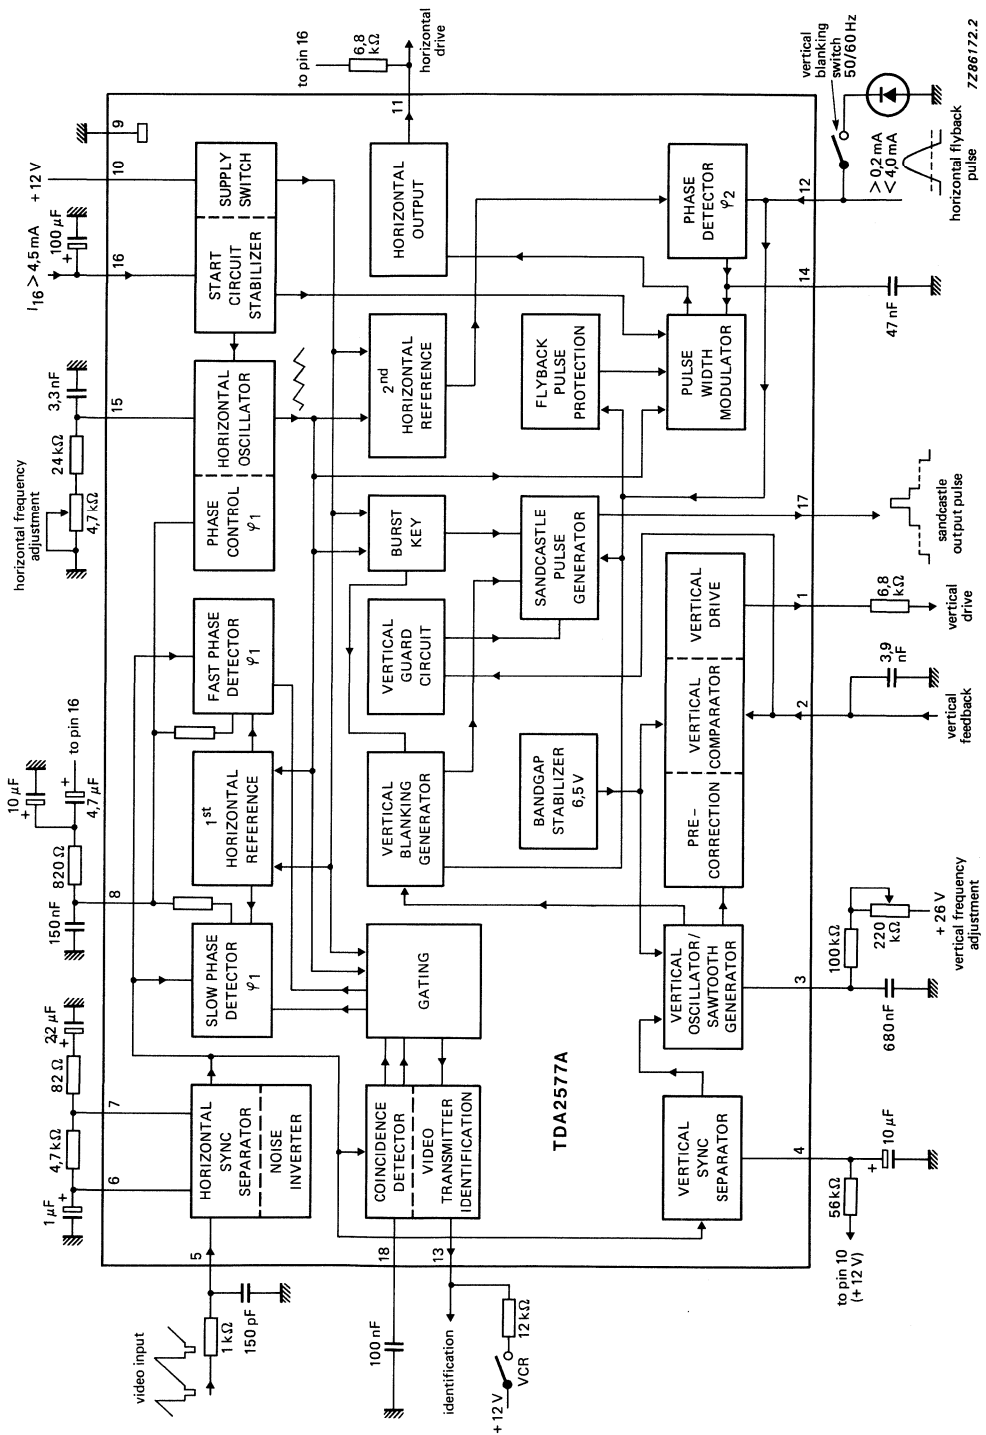 video input
1 kΩ
150 pF
5
1 µF
+
6
4,7 kΩ
7
82 Ω
22 µF
+
HORIZONTAL
SYNC
SEPARATOR
NOISE
INVERTER
150 nF
820 Ω
10 µF
+
4,7 µF
+
to pin 16
8
SLOW PHASE
DETECTOR
φ1
1st
HORIZONTAL
REFERENCE
FAST PHASE
DETECTOR
φ1
horizontal frequency
adjustment
4,7 kΩ
24 kΩ
3,3 nF
15
PHASE
CONTROL
φ1
HORIZONTAL
OSCILLATOR
I16 > 4,5 mA
+
100 µF
16
+ 12 V
10
9
START
CIRCUIT
STABILIZER
SUPPLY
SWITCH
to pin 16
6,8
kΩ
11
horizontal
drive
18
100 nF
13
identification
12 kΩ
VCR
+ 12 V
COINCIDENCE
DETECTOR
VIDEO
TRANSMITTER
IDENTIFICATION
GATING
VERTICAL
BLANKING
GENERATOR
VERTICAL
GUARD
CIRCUIT
BURST
KEY
2nd
HORIZONTAL
REFERENCE
HORIZONTAL
OUTPUT
TDA2577A
BANDGAP
STABILIZER
6,5 V
SANDCASTLE
PULSE
GENERATOR
FLYBACK
PULSE
PROTECTION
VERTICAL
SYNC
SEPARATOR
VERTICAL
OSCILLATOR/
SAWTOOTH
GENERATOR
PRE -
CORRECTION
VERTICAL
COMPARATOR
VERTICAL
DRIVE
PULSE
WIDTH
MODULATOR
PHASE
DETECTOR
φ2
4
56 kΩ
to pin 10
(+ 12 V)
+
10 µF
3
680 nF
100 kΩ
220
kΩ
+ 26 V
vertical frequency
adjustment
2
vertical
feedback
3,9
nF
1
6,8
kΩ
vertical
drive
17
sandcastle
output pulse
14
47 nF
12
> 0,2 mA
< 4,0 mA
horizontal flyback
pulse
vertical
blanking
switch
50/60 Hz
7Z86172.2